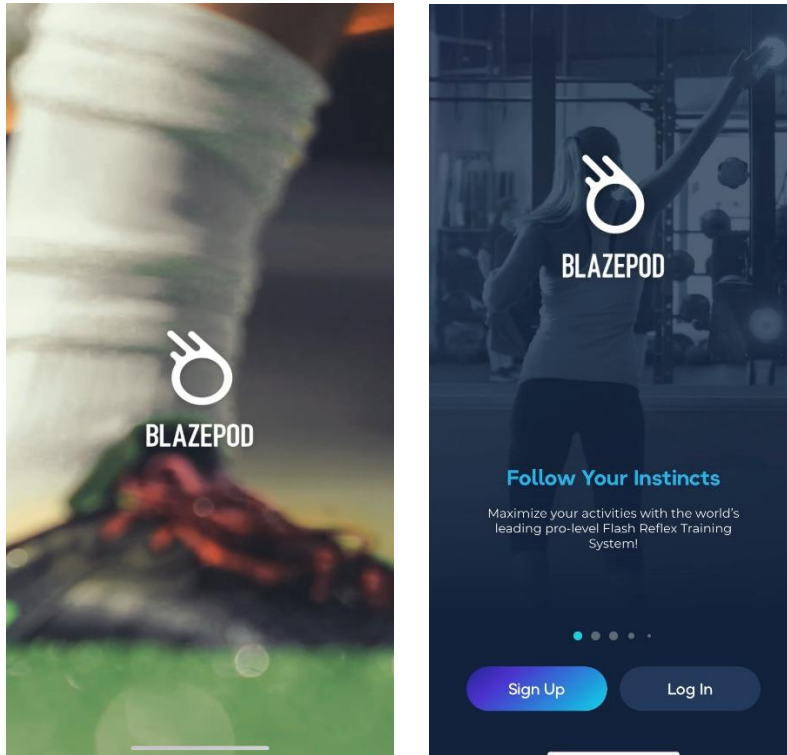 BLAZEPOD
BLAZEPOD
Follow Your Instincts
Maximize your activities with the world's
leading pro-level Flash Reflex Training
System!
Sign Up
Log In